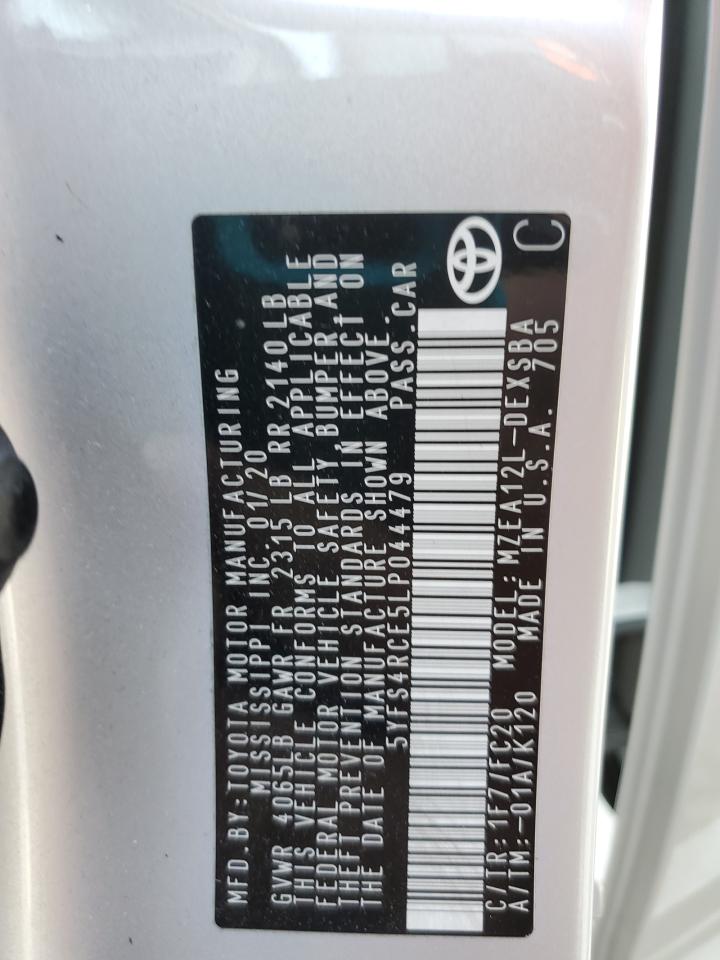 MFD.BY:TOYOTA MOTOR MANUFACTURING
MISSISSIPPI INC.01/20
GVWR 4065LB GAWR FR 2315 LB RR 2140LB
THIS VEHICLE CONFORMS TO ALL APPLICABLE
FEDERAL MOTOR VEHICLE SAFETY BUMPER AND
THEFT PREVENTION STANDARDS IN EFFECT ON
THE DATE OF MANUFACTURE SHOWN ABOVE.
5YFS4RCE5LP044479 PASS.CAR
C/TR:1F7/FC20 MODEL:MZEA12L-DEXSBA
A/TM:-01A/K120 MADE IN U.S.A. 705
C